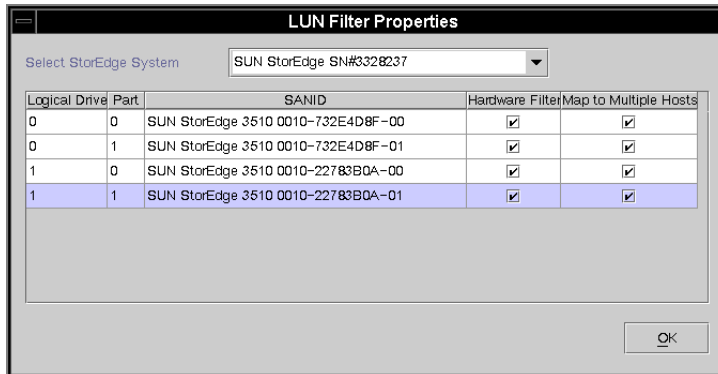 LUN Filter Properties
Select StorEdge System SUN StorEdge SN#3328237
Logical Drive Part SANID Hardware Filter Map to Multiple Hosts
0 0 SUN StorEdge 3510 0010-732E4D8F-00
0 1 SUN StorEdge 3510 0010-732E4D8F-01
1 0 SUN StorEdge 3510 0010-22783B0A-00
1 1 SUN StorEdge 3510 0010-22783B0A-01
OK